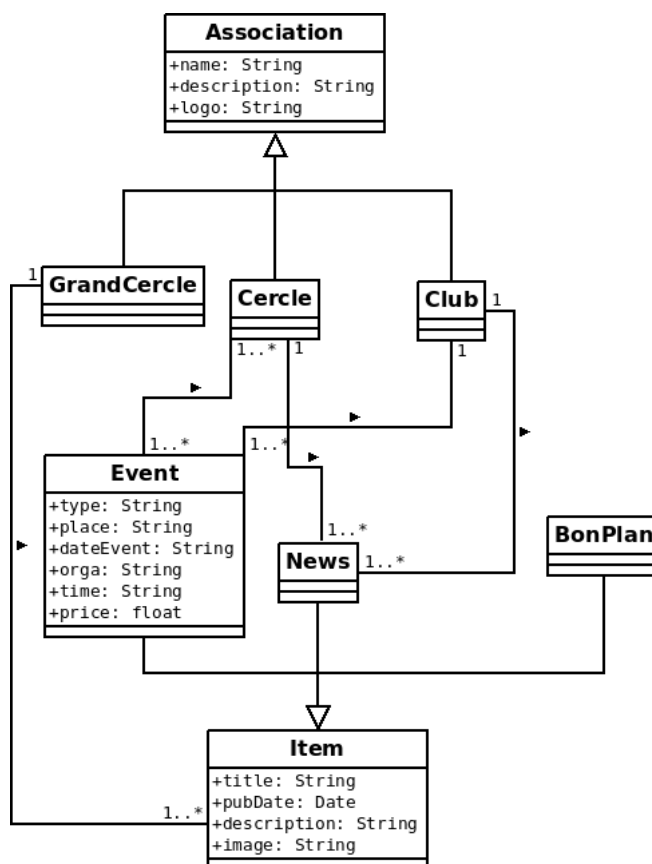 Association
+name: String
+description: String
+logo: String
1
GrandCercle
Cercle
Club
1
1..*
1
1
1..*
1..*
Event
+type: String
+place: String
+dateEvent: String
+orga: String
+time: String
+price: float
1..*
News
1..*
BonPlan
Item
+title: String
+pubDate: Date
+description: String
+image: String
1..*